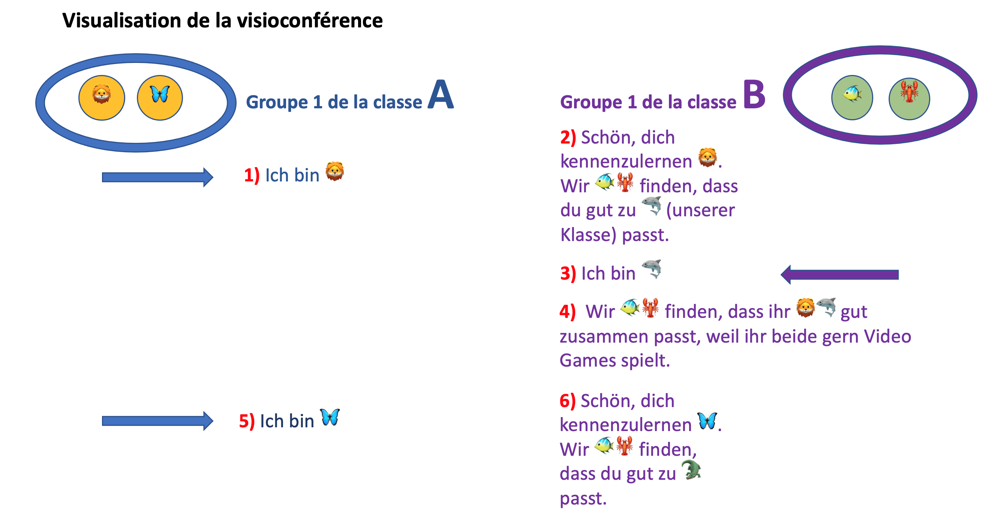 Visualisation de la visioconférence
Groupe 1 de la classe A
Groupe 1 de la classe B
1) Ich bin 🦁
2) Schön, dich
kennenzulernen 🦁.
Wir 🐠🦞 finden, dass
du gut zu 🦈 (unserer
Klasse) passt.
3) Ich bin 🦈
4) Wir 🐠🦞 finden, dass ihr 🦁🦈 gut
zusammen passt, weil ihr beide gern Video
Games spielt.
5) Ich bin 🦋
6) Schön, dich
kennenzulernen 🦋.
Wir 🐠🦞 finden,
dass du gut zu 🐊
passt.